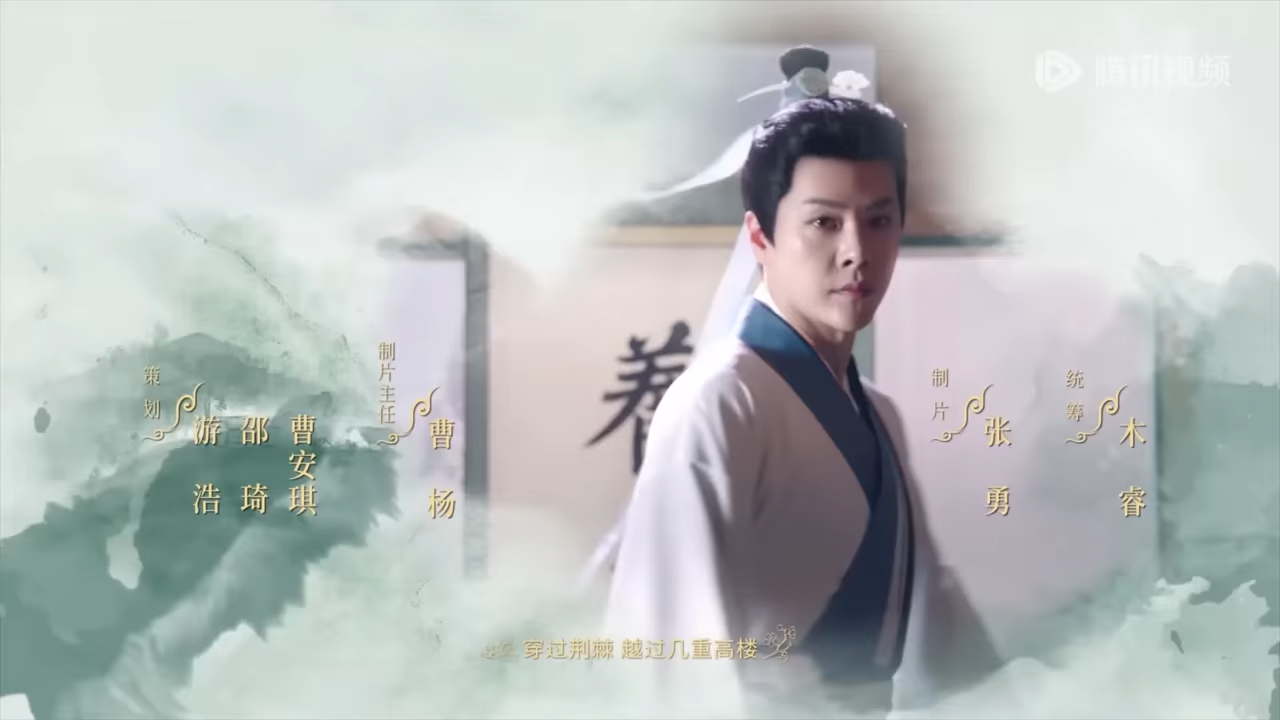 腾讯视频
统筹
木睿
制片
张勇
制片主任
曹杨
策划
曹安琪
邵琦
游浩
养
穿过荆棘 越过几重高楼